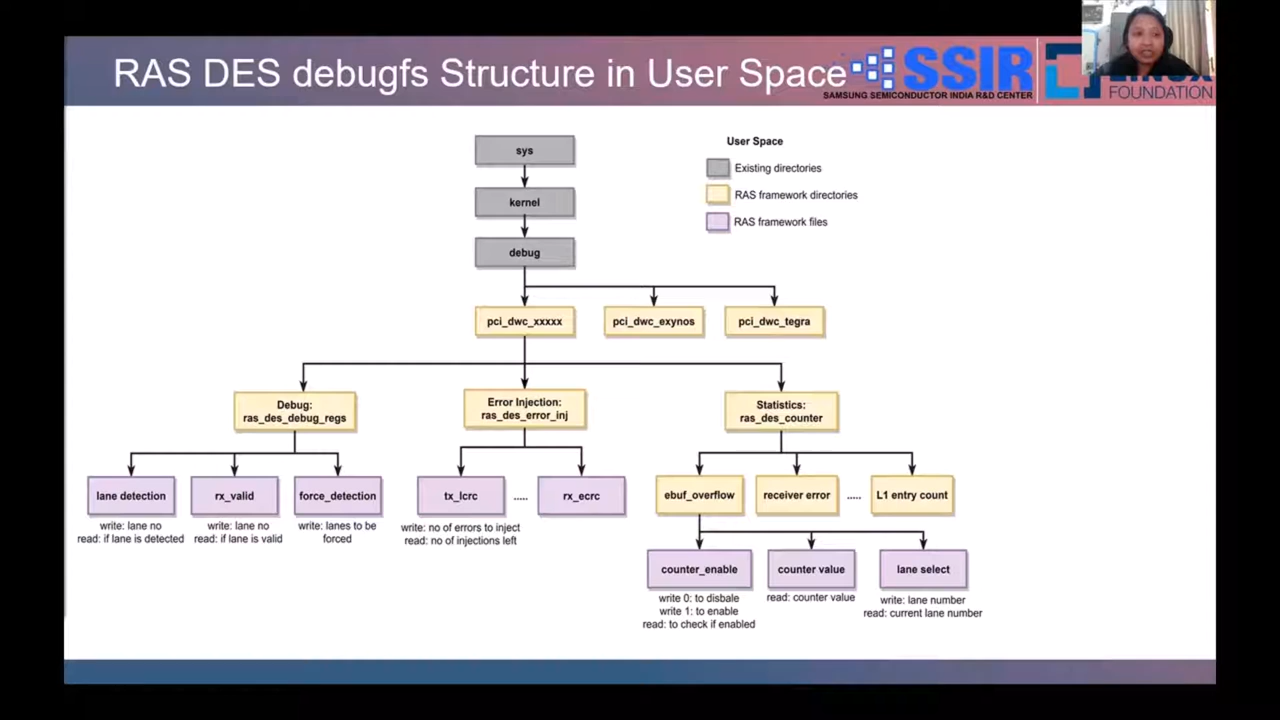 RAS DES debugfs Structure in User Space
SSIR
SAMSUNG SEMICONDUCTOR INDIA R&D CENTER
FOUNDATION
sys
kernel
debug
User Space
Existing directories
RAS framework directories
RAS framework files
pci_dwc_xxxxx
pci_dwc_exynos
pci_dwc_tegra
Debug:
ras_des_debug_regs
Error Injection:
ras_des_error_inj
Statistics:
ras_des_counter
lane detection
rx_valid
force_detection
tx_lcrc
.....
rx_ecrc
ebuf_overflow
receiver error
.....
L1 entry count
write: lane no
read: if lane is detected
write: lane no
read: if lane is valid
write: lanes to be
forced
write: no of errors to inject
read: no of injections left
counter_enable
counter value
lane select
write 0: to disbale
write 1: to enable
read: to check if enabled
read: counter value
write: lane number
read: current lane number